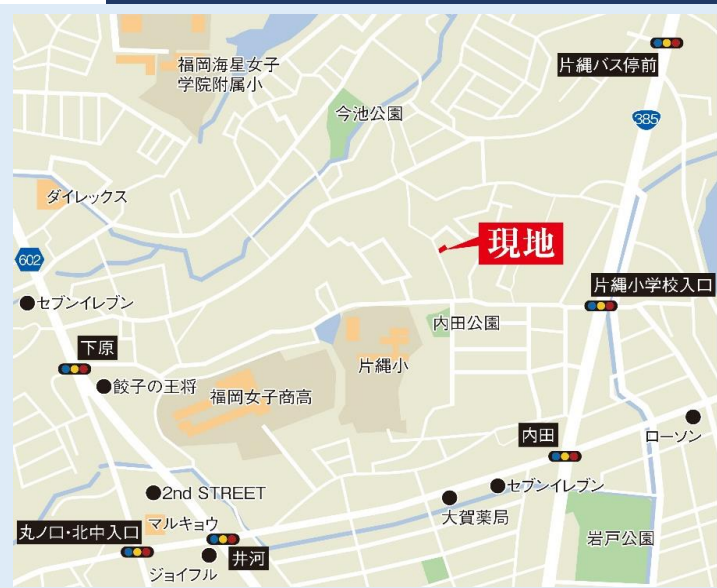 片縄バス停前
福岡海星女子
学院附属小
今池公園
385
ダイレックス
現地
602
片縄小学校入口
セブンイレブン
内田公園
下原
片縄小
餃子の王将
福岡女子商高
内田
ローソン
2nd STREET
セブンイレブン
マルキョウ
大賀薬局
丸ノ口・北中入口
岩戸公園
井河
ジョイフル